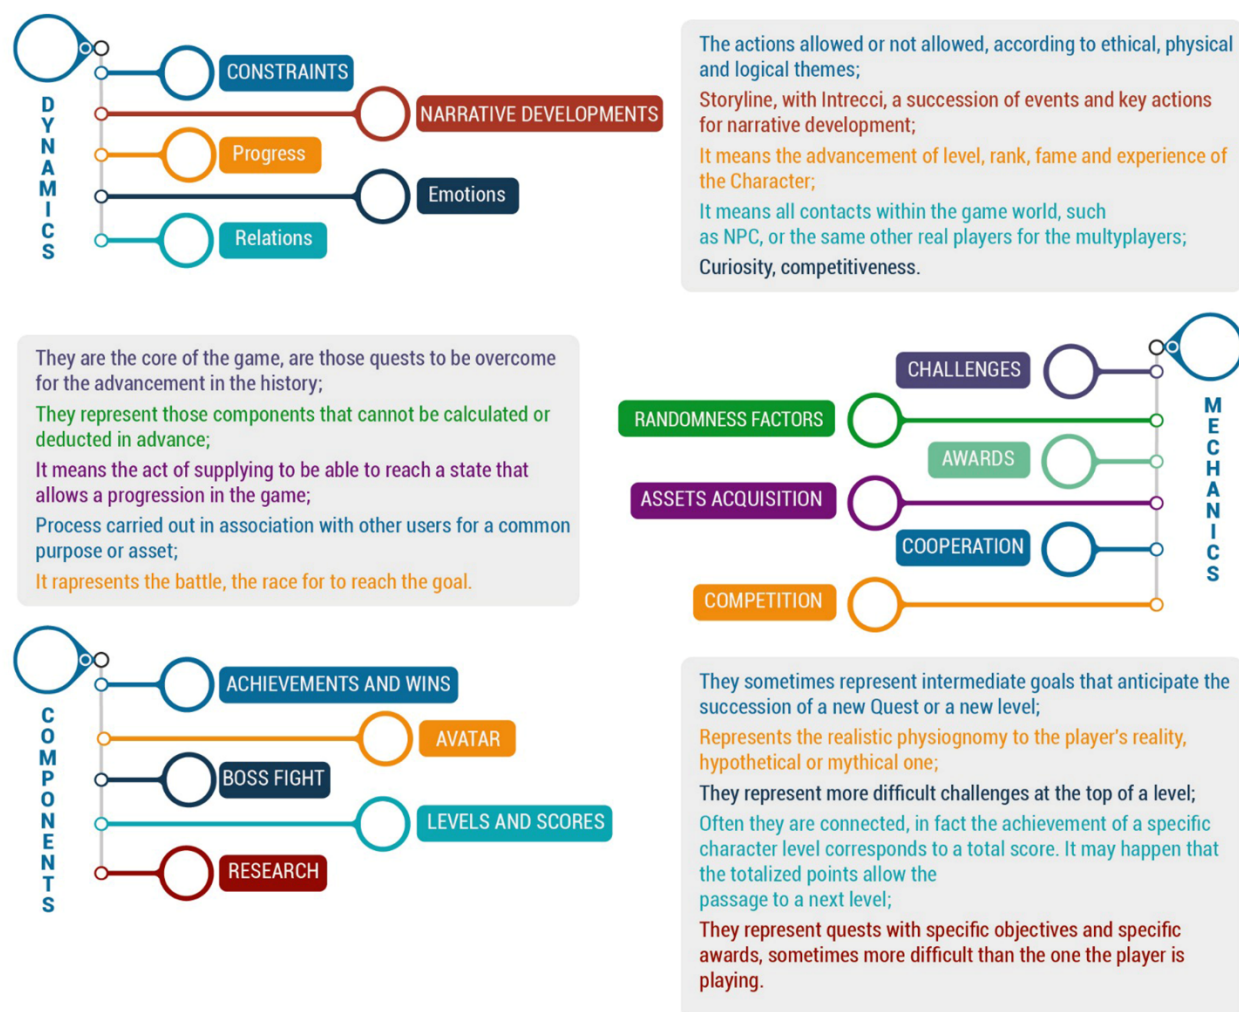 DYNAMICS
CONSTRAINTS
NARRATIVE DEVELOPMENTS
Progress
Emotions
Relations
The actions allowed or not allowed, according to ethical, physical
and logical themes;
Storyline, with Intrecci, a succession of events and key actions
for narrative development;
It means the advancement of level, rank, fame and experience of
the Character;
It means all contacts within the game world, such
as NPC, or the same other real players for the multyplayers;
Curiosity, competitiveness.
They are the core of the game, are those quests to be overcome
for the advancement in the history;
They represent those components that cannot be calculated or
deducted in advance;
It means the act of supplying to be able to reach a state that
allows a progression in the game;
Process carried out in association with other users for a common
purpose or asset;
It rapresents the battle, the race for to reach the goal.
MECHANICS
CHALLENGES
RANDOMNESS FACTORS
AWARDS
ASSETS ACQUISITION
COOPERATION
COMPETITION
COMPONENTS
ACHIEVEMENTS AND WINS
AVATAR
BOSS FIGHT
LEVELS AND SCORES
RESEARCH
They sometimes represent intermediate goals that anticipate the
succession of a new Quest or a new level;
Represents the realistic physiognomy to the player's reality,
hypothetical or mythical one;
They represent more difficult challenges at the top of a level;
Often they are connected, in fact the achievement of a specific
character level corresponds to a total score. It may happen that
the totalized points allow the
passage to a next level;
They represent quests with specific objectives and specific
awards, sometimes more difficult than the one the player is
playing.